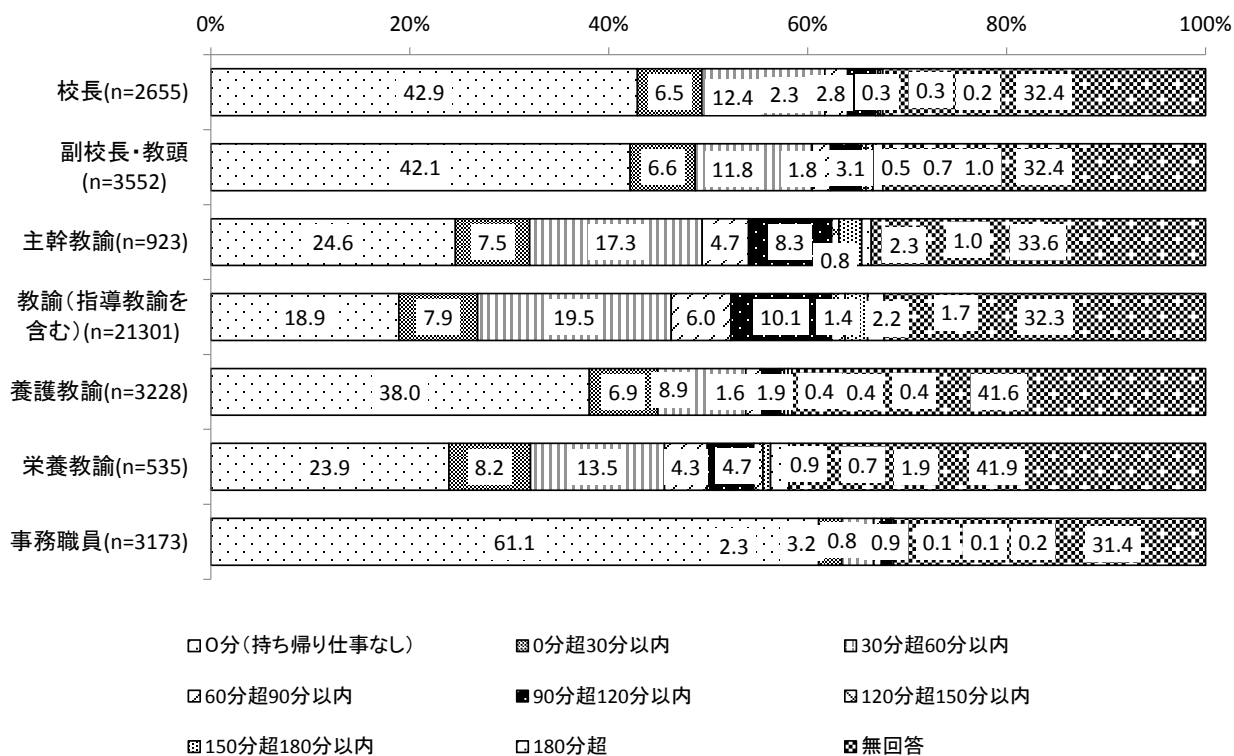 0% 20% 40% 60% 80% 100%
校長(n=2655) 42.9 6.5 12.4 2.3 2.8 0.3 0.3 0.2 32.4
副校長・教頭
(n=3552) 42.1 6.6 11.8 1.8 3.1 0.5 0.7 1.0 32.4
主幹教諭(n=923) 24.6 7.5 17.3 4.7 8.3 0.8 2.3 1.0 33.6
教諭（指導教諭を
含む）(n=21301) 18.9 7.9 19.5 6.0 10.1 1.4 2.2 1.7 32.3
養護教諭(n=3228) 38.0 6.9 8.9 1.6 1.9 0.4 0.4 0.4 41.6
栄養教諭(n=535) 23.9 8.2 13.5 4.3 4.7 0.9 0.7 1.9 41.9
事務職員(n=3173) 61.1 2.3 3.2 0.8 0.9 0.1 0.1 0.2 31.4
0分（持ち帰り仕事なし） 0分超30分以内 30分超60分以内
60分超90分以内 90分超120分以内 120分超150分以内
150分超180分以内 180分超 無回答